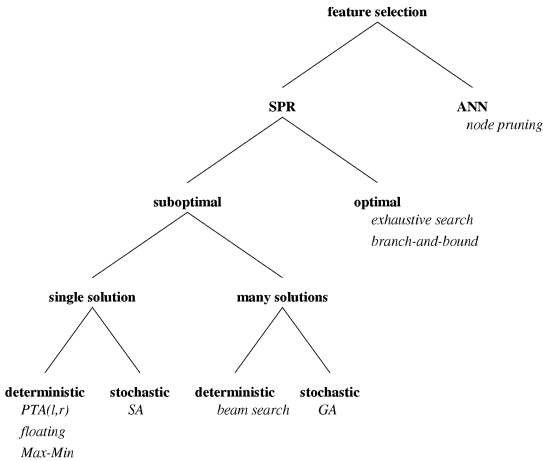 feature selection
SPR
ANN
node pruning
suboptimal
optimal
exhaustive search
branch-and-bound
single solution
many solutions
deterministic
stochastic
deterministic
stochastic
PTA(l,r)
SA
beam search
GA
floating
Max-Min